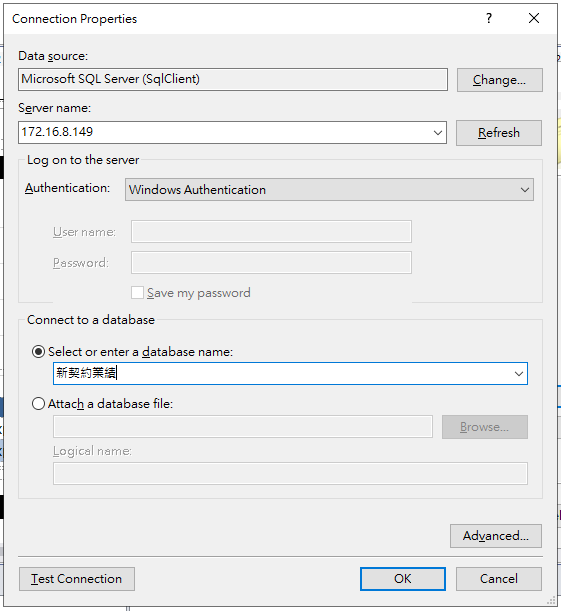 Connection Properties
?
Data source:
Microsoft SQL Server (SqlClient)
Change...
Server name:
172.16.8.149
Refresh
Log on to the server
Authentication:
Windows Authentication
User name:
Password:
Save my password
Connect to a database
Select or enter a database name:
新契約業績
Attach a database file:
Browse...
Logical name:
Advanced...
Test Connection
OK
Cancel